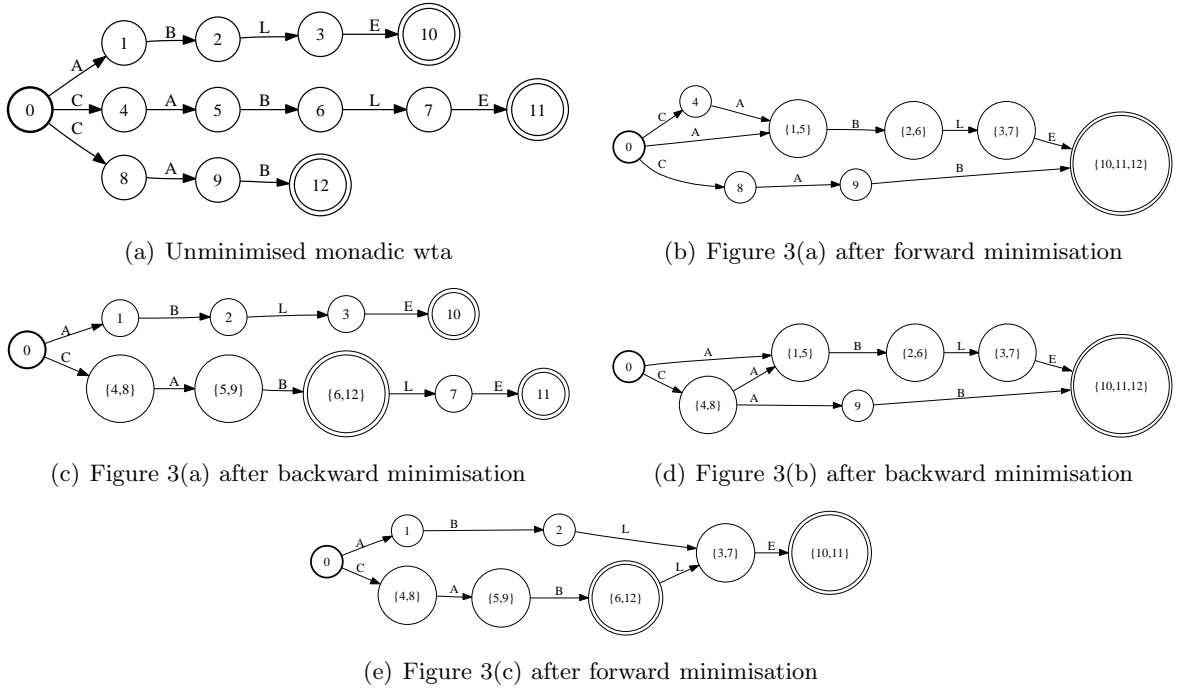 A B L E
1 2 3 10
0 C 4 A 5 B 6 L 7 E 11
C
8 A 9 B 12
(a) Unminimised monadic wta
4 A
C {1,5} B {2,6} L {3,7} E
0 A {10,11,12}
C 8 A 9 B
(b) Figure 3(a) after forward minimisation
A 1 B 2 L 3 E 10
0
C {4,8} A {5,9} B {6,12} L 7 E 11
(c) Figure 3(a) after backward minimisation
0 A {1,5} B {2,6} L {3,7} E
C A {10,11,12}
{4,8} A 9 B
(d) Figure 3(b) after backward minimisation
A 1 B 2 L
0 {3,7} E {10,11}
C {4,8} A {5,9} B {6,12} L
(e) Figure 3(c) after forward minimisation